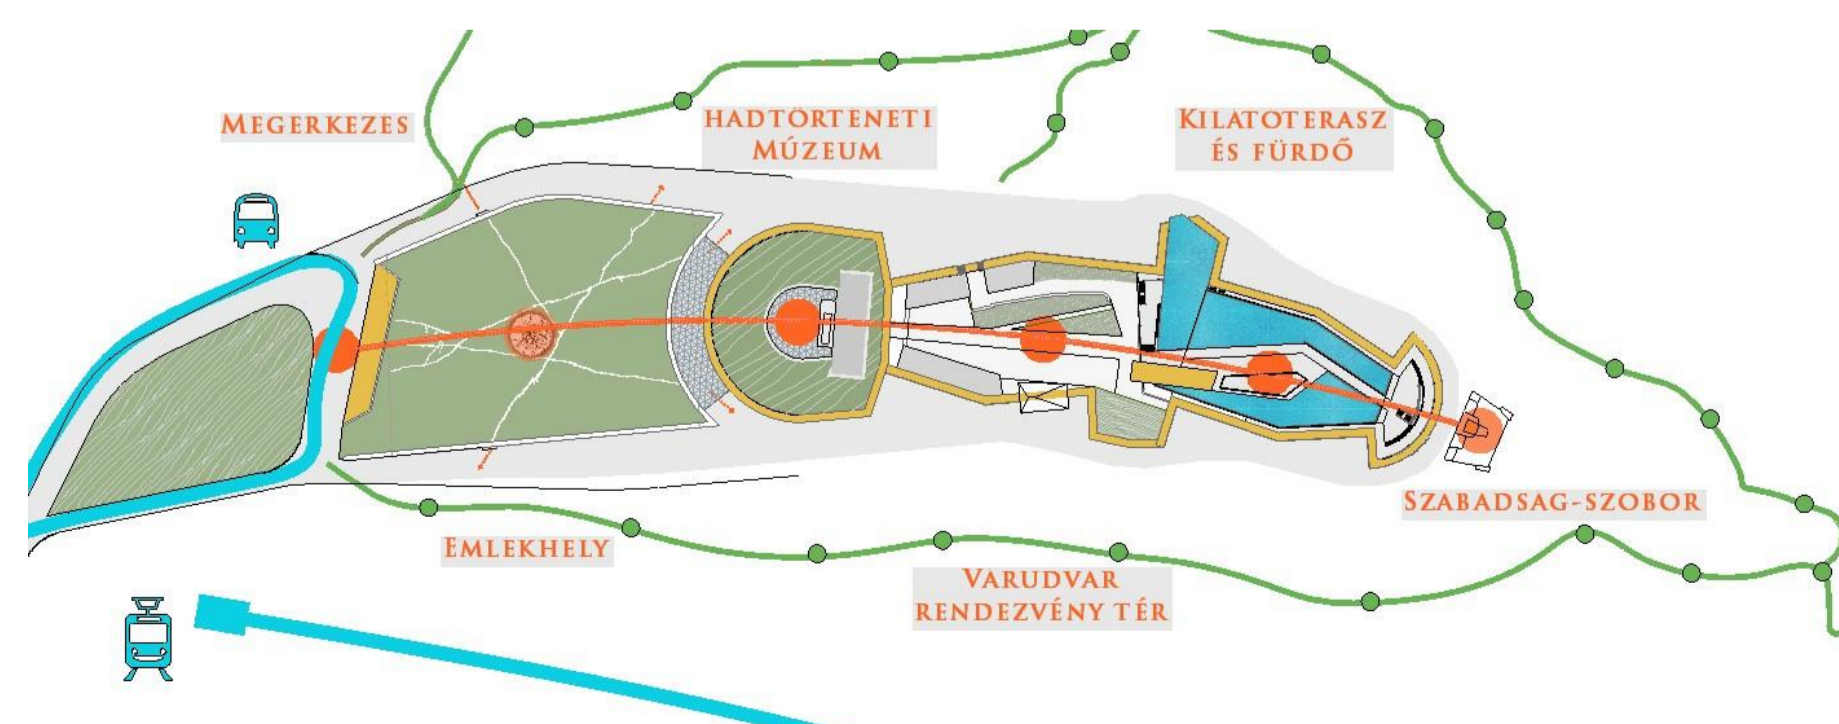 MEGERKEZES
HADTÖRTENETI
MÚZEUM
KILATOTERASZ
ÉS FÜRDŐ
SZABADSAG-SZOBOR
EMLEKHELY
VARUDVAR
RENDEZVÉNY TÉR